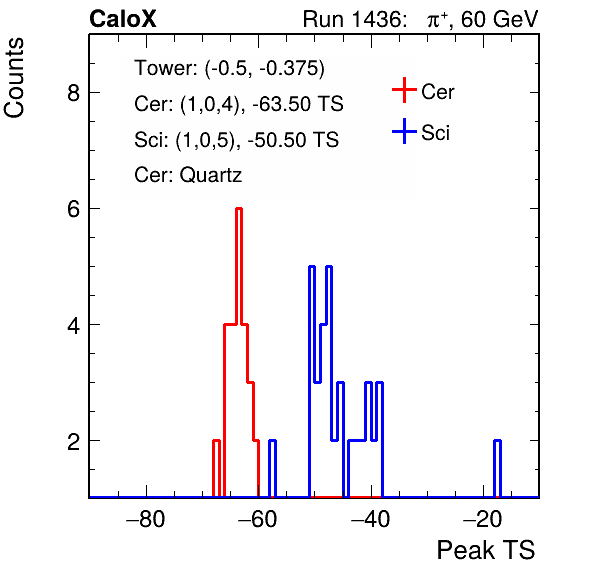 CaloX Run 1436: π⁺, 60 GeV
Counts
Tower: (-0.5, -0.375)
Cer: (1,0,4), -63.50 TS
Sci: (1,0,5), -50.50 TS
Cer: Quartz
Cer
Sci
8
6
4
2
−80 −60 −40 −20
Peak TS